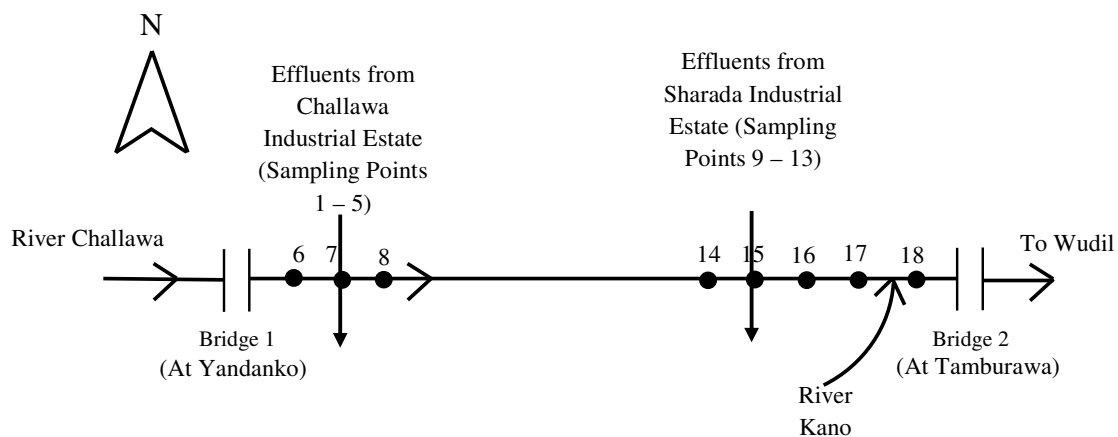 N
Effluents from
Challawa
Industrial Estate
(Sampling Points
1 – 5)
Effluents from
Sharada Industrial
Estate (Sampling
Points 9 – 13)
River Challawa
6 7 8 14 15 16 17 18
To Wudil
Bridge 1
(At Yandanko)
Bridge 2
(At Tamburawa)
River
Kano